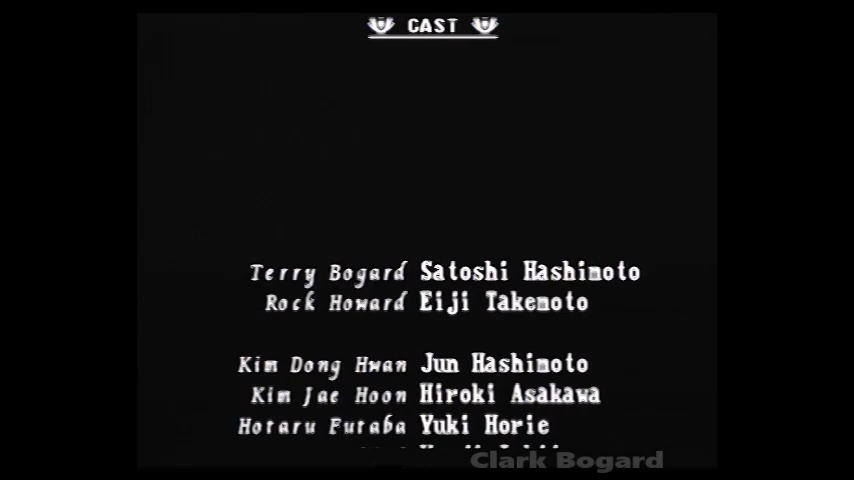 CAST
Terry Bogard Satoshi Hashimoto
Rock Howard Eiji Takemoto
Kim Dong Hwan Jun Hashimoto
Kim Jae Hoon Hiroki Asakawa
Hotaru Futaba Yuki Horie
Clark Bogard